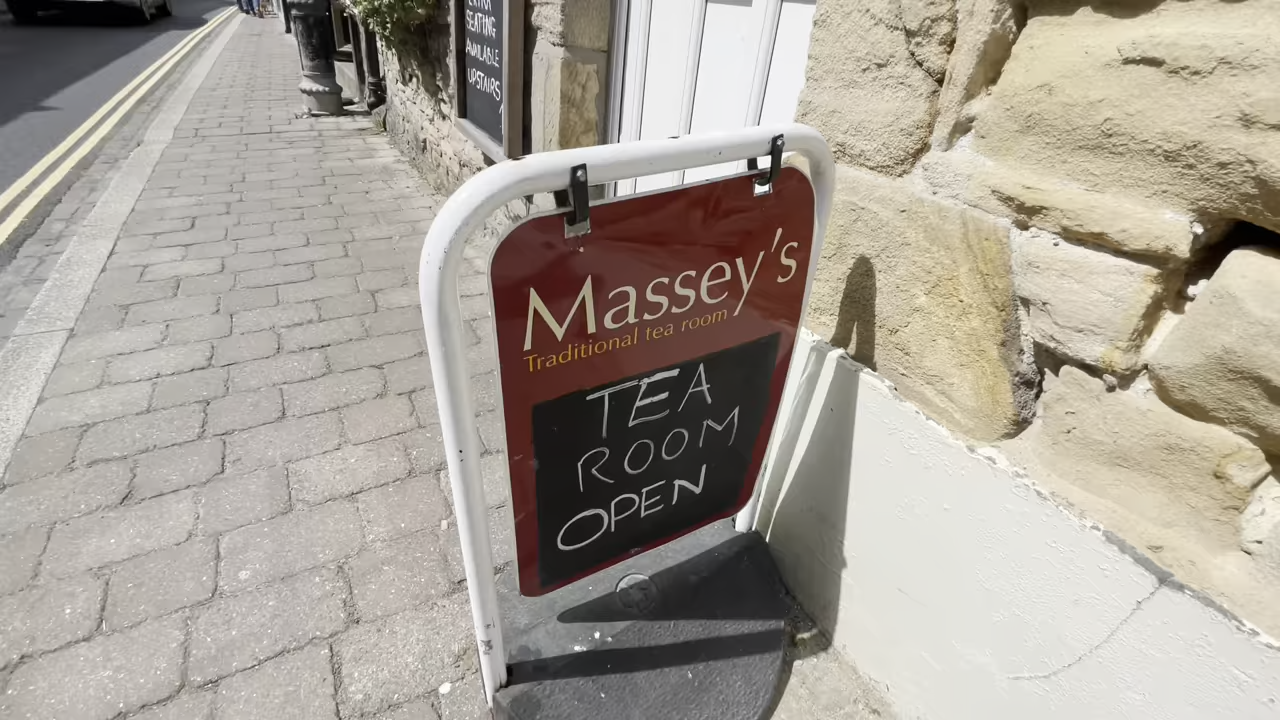 EXTRA
SEATING
AVAILABLE
UPSTAIRS
Massey's
Traditional tea room
TEA
ROOM
OPEN